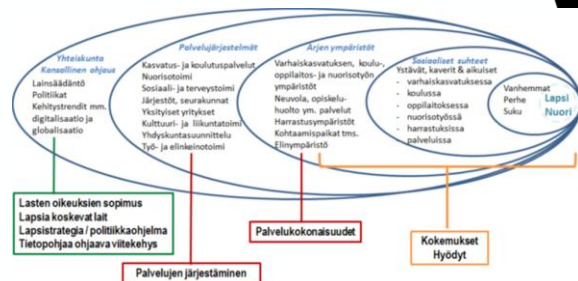 Yhteiskunta
Kansallinen ohjaus
Lainsäädäntö
Politiikat
Kehitystrendit mm.
digitalisaatio ja
globalisaatio
Palvelujärjestelmät
Kasvatus- ja koulutuspalvelut
Nuorisotoimi
Sosiaali- ja terveystoimi
Järjestöt, seurakunnat
Yksityiset yritykset
Kulttuuri- ja liikuntatoimi
Yhdyskuntasuunnittelu
Työ- ja elinkeinotoimi
Arjen ympäristöt
Varhaiskasvatuksen, koulu-,
oppilaitos- ja nuorisotyön
ympäristöt
Neuvola, opiskelu-
huolto ym. palvelut
Harrastusympäristöt
Kohtaamispaikat tms.
Elinympäristö
Sosiaaliset suhteet
Ystävät, kaverit & aikuiset
- varhaiskasvatuksessa
- koulussa
- oppilaitoksessa
- nuorisotyössä
- harrastuksissa
- palveluissa
Vanhemmat
Perhe
Suku
Lapsi
Nuori
Lasten oikeuksien sopimus
Lapsia koskevat lait
Lapsistrategia / politiikkaohjelma
Tietopohjaa ohjaava viitekehys
Palvelujen järjestäminen
Palvelukokonaisuudet
Kokemukset
Hyödyt